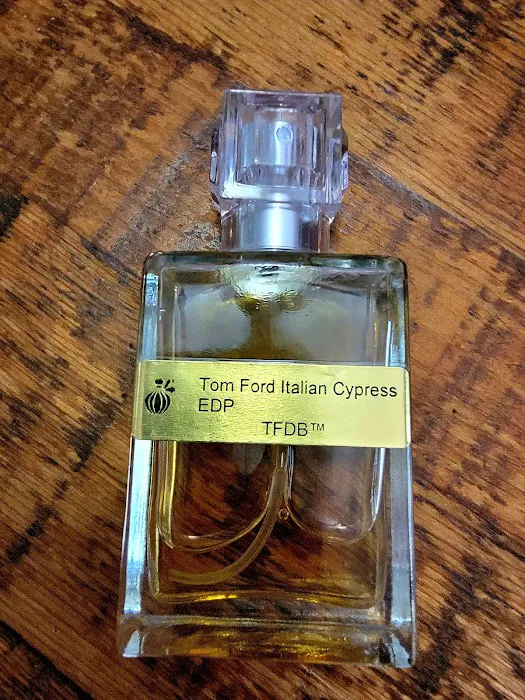 Tom Ford Italian Cypress
EDP
TFDB™